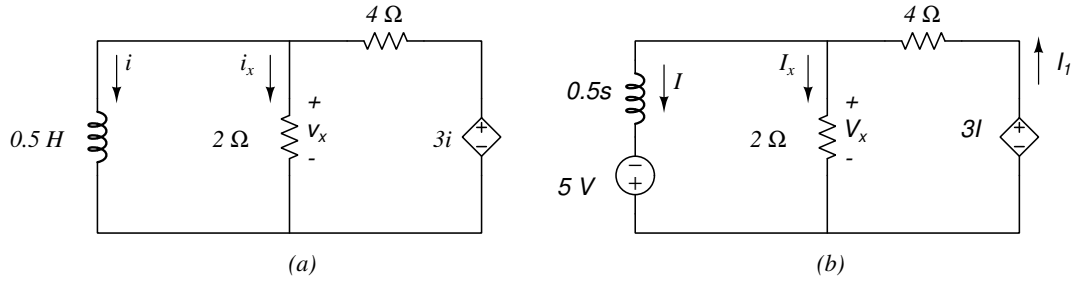 4 Ω
i
i_x
0.5 H
2 Ω
+
v_x
-
3i
+
-
(a)
4 Ω
I
I_x
I_1
0.5s
5 V
-
+
2 Ω
+
V_x
-
3I
+
-
(b)